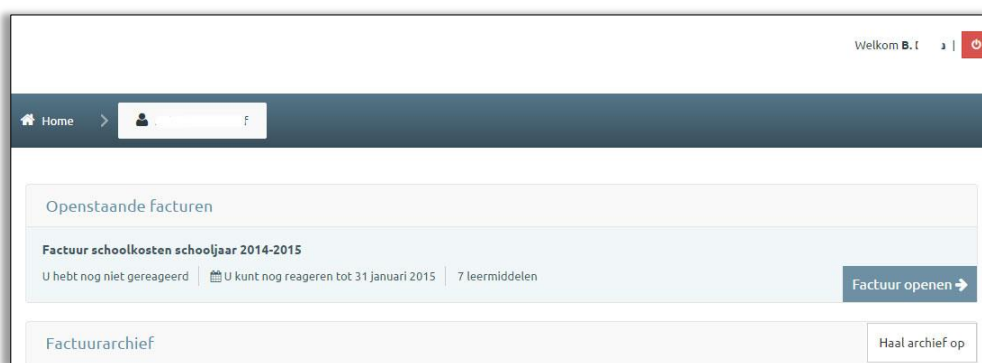 Welkom B. |
Home
Openstaande facturen
Factuur schoolkosten schooljaar 2014-2015
U hebt nog niet gereageerd | U kunt nog reageren tot 31 januari 2015 | 7 leermiddelen
Factuur openen
Factuurarchief
Haal archief op